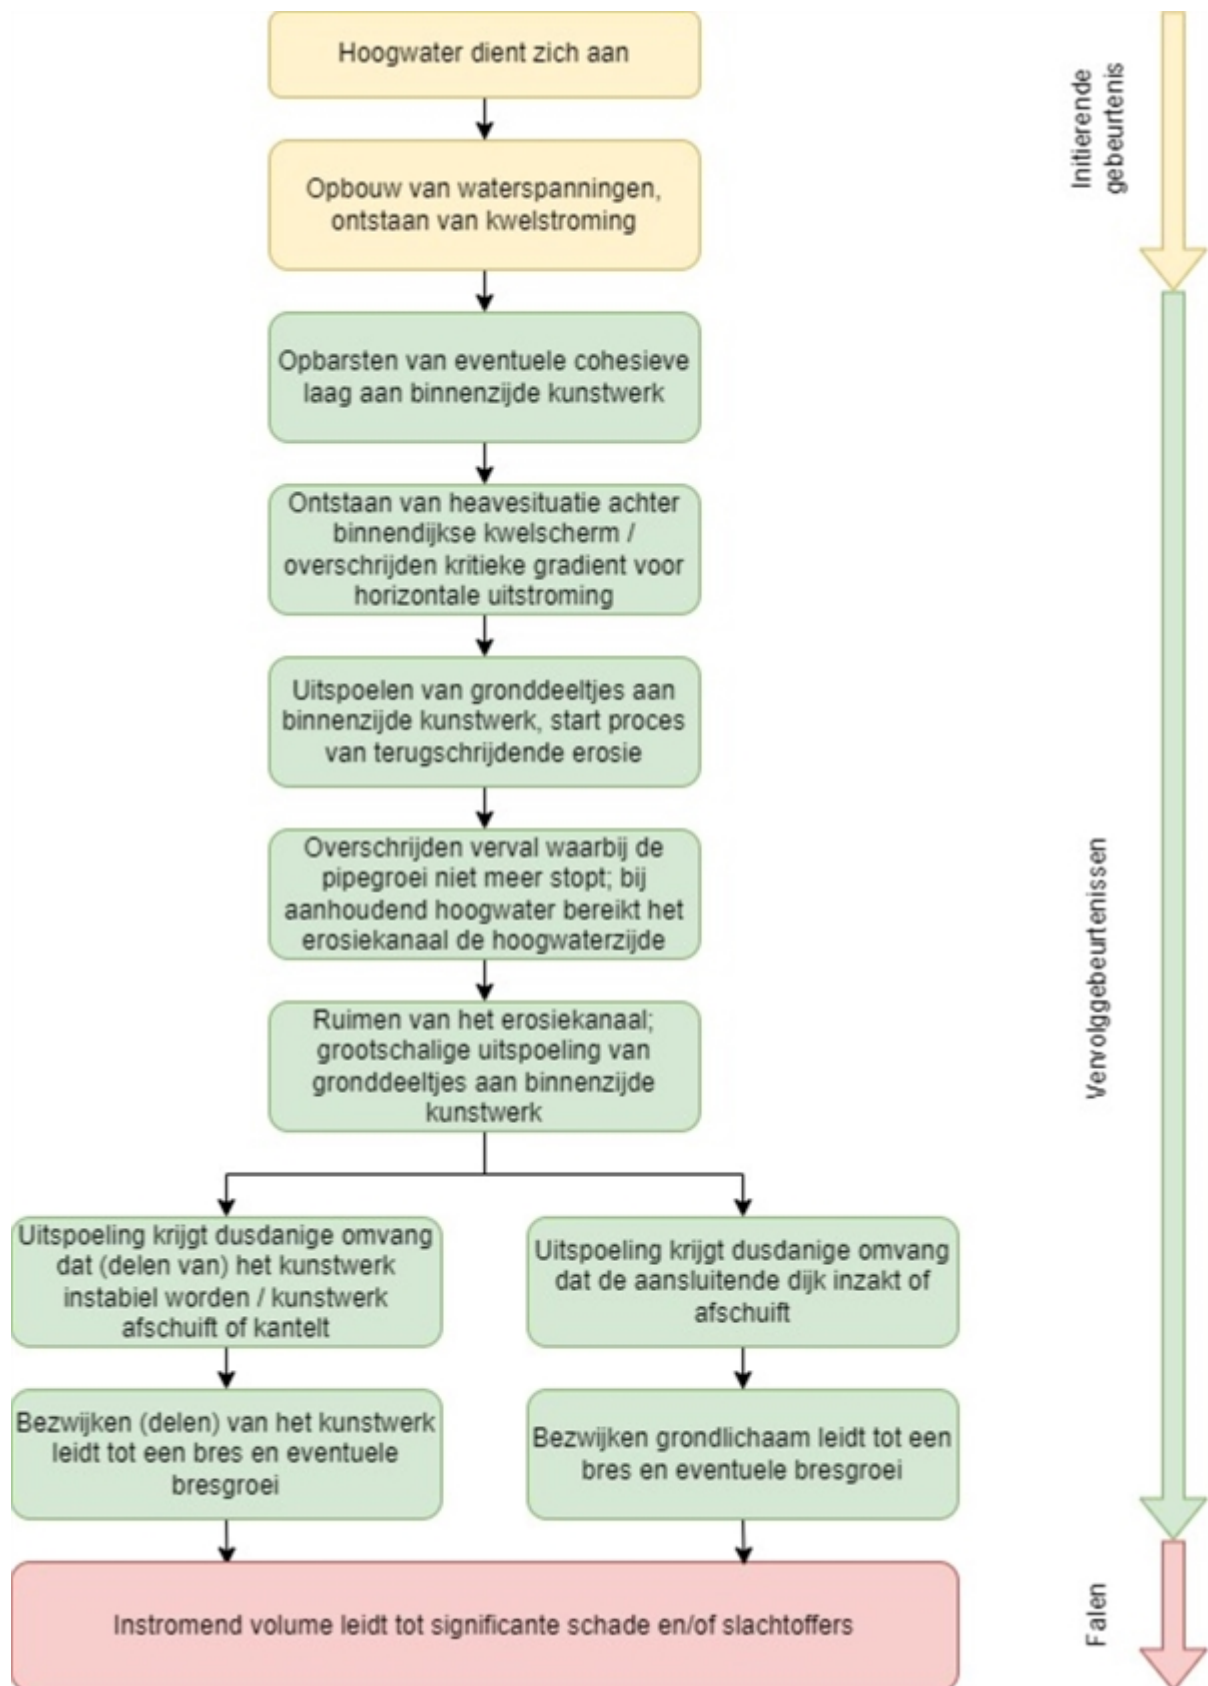 Hoogwater dient zich aan
Opbouw van waterspanningen,
ontstaan van kwelstroming
Opbarsten van eventuele cohesieve
laag aan binnenzijde kunstwerk
Ontstaan van heavesituatie achter
binnendijkse kwelscherm /
overschrijden kritieke gradient voor
horizontale uitstroming
Uitspoelen van gronddeeltjes aan
binnenzijde kunstwerk, start proces
van terugschrijdende erosie
Overschrijden verval waarbij de
pipegroei niet meer stopt; bij
aanhoudend hoogwater bereikt het
erosiekanaal de hoogwaterzijde
Ruimen van het erosiekanaal;
grootschalige uitspoeling van
gronddeeltjes aan binnenzijde
kunstwerk
Uitspoeling krijgt dusdanige omvang
dat (delen van) het kunstwerk
instabiel worden / kunstwerk
afschuift of kantelt
Uitspoeling krijgt dusdanige omvang
dat de aansluitende dijk inzakt of
afschuift
Bezwijken (delen) van het kunstwerk
leidt tot een bres en eventuele
bresgroei
Bezwijken grondlichaam leidt tot een
bres en eventuele bresgroei
Instromend volume leidt tot significante schade en/of slachtoffers
Initierende
gebeurtenis
Vervolggebeurtenissen
Falen